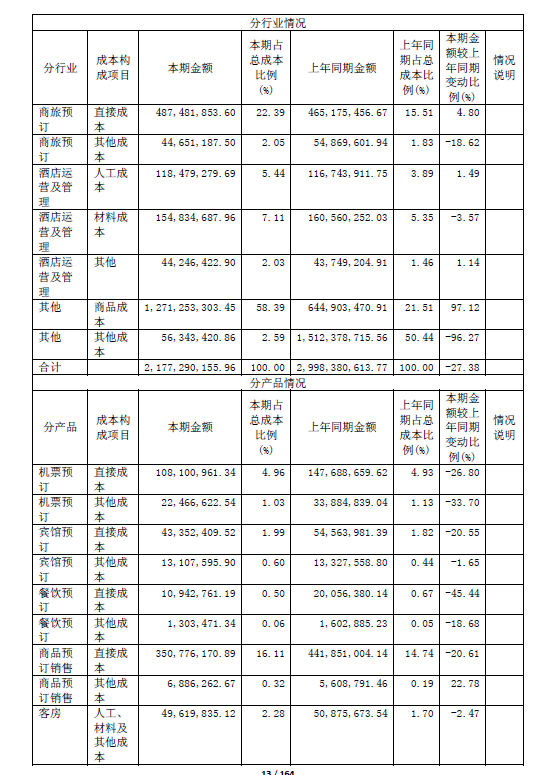 分行业情况
分行业 成本构成项目 本期金额 本期占总成本比例(%) 上年同期金额 上年同期占总成本比例(%) 本期金额较上年同期变动比例(%) 情况说明
商旅预订 直接成本 487,481,853.60 22.39 465,175,456.67 15.51 4.80
商旅预订 其他成本 44,651,187.50 2.05 54,869,601.94 1.83 -18.62
酒店运营及管理 人工成本 118,479,279.69 5.44 116,743,911.75 3.89 1.49
酒店运营及管理 材料成本 154,834,687.96 7.11 160,560,252.03 5.35 -3.57
酒店运营及管理 其他 44,246,422.90 2.03 43,749,204.91 1.46 1.14
其他 商品成本 1,271,253,303.45 58.39 644,903,470.91 21.51 97.12
其他 其他成本 56,343,420.86 2.59 1,512,378,715.56 50.44 -96.27
合计 2,177,290,155.96 100.00 2,998,380,613.77 100.00 -27.38
分产品情况
分产品 成本构成项目 本期金额 本期占总成本比例(%) 上年同期金额 上年同期占总成本比例(%) 本期金额较上年同期变动比例(%) 情况说明
机票预订 直接成本 108,100,961.34 4.96 147,688,659.62 4.93 -26.80
机票预订 其他成本 22,466,622.54 1.03 33,884,839.04 1.13 -33.70
宾馆预订 直接成本 43,352,409.52 1.99 54,563,981.39 1.82 -20.55
宾馆预订 其他成本 13,107,595.90 0.60 13,327,558.80 0.44 -1.65
餐饮预订 直接成本 10,942,761.19 0.50 20,056,380.14 0.67 -45.44
餐饮预订 其他成本 1,303,471.34 0.06 1,602,885.23 0.05 -18.68
商品预订销售 直接成本 350,776,170.89 16.11 441,851,004.14 14.74 -20.61
商品预订销售 其他成本 6,886,262.67 0.32 5,608,791.46 0.19 22.78
客房 人工、材料及其他成本 49,619,835.12 2.28 50,875,673.54 1.70 -2.47
13 / 164